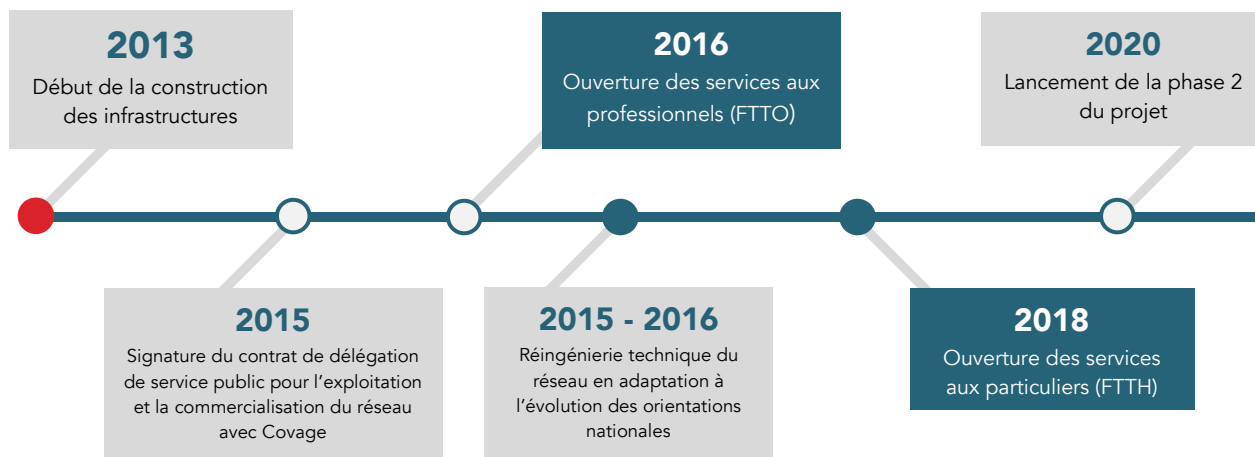 2013
Début de la construction
des infrastructures
2016
Ouverture des services aux
professionnels (FTTO)
2020
Lancement de la phase 2
du projet
2015
Signature du contrat de délégation
de service public pour l’exploitation
et la commercialisation du réseau
avec Covage
2015 - 2016
Réingénierie technique du
réseau en adaptation à
l’évolution des orientations
nationales
2018
Ouverture des services
aux particuliers (FTTH)